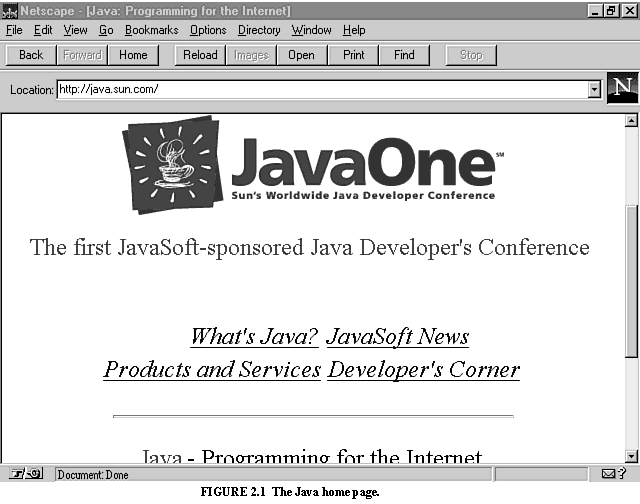 Netscape - [Java: Programming for the Internet]
File Edit View Go Bookmarks Options Directory Window Help
Back Forward Home Reload Images Open Print Find Stop
Location: http://java.sun.com/
N
JavaOne℠
Sun's Worldwide Java Developer Conference
The first JavaSoft-sponsored Java Developer's Conference
What's Java? JavaSoft News
Products and Services Developer's Corner
Java - Programming for the Internet
Document: Done
?
FIGURE 2.1 The Java home page.